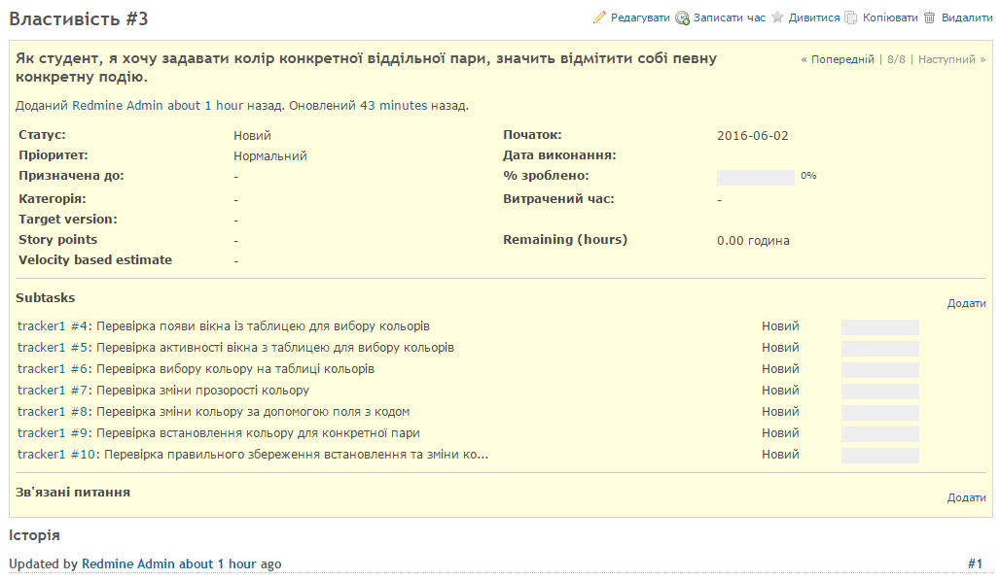 Властивість #3
Редагувати Записати час Дивитися Копіювати Видалити
Як студент, я хочу задавати колір конкретної віддільної пари, значить відмітити собі певну
конкретну подію.
« Попередній | 8/8 | Наступний »
Доданий Redmine Admin about 1 hour назад. Оновлений 43 minutes назад.
Статус: Новий Початок: 2016-06-02
Пріоритет: Нормальний Дата виконання:
Призначена до: - % зроблено: 0%
Категорія: - Витрачений час: -
Target version: -
Story points - Remaining (hours) 0.00 година
Velocity based estimate -
Subtasks Додати
tracker1 #4: Перевірка появи вікна із таблицею для вибору кольорів Новий
tracker1 #5: Перевірка активності вікна з таблицею для вибору кольорів Новий
tracker1 #6: Перевірка вибору кольору на таблиці кольорів Новий
tracker1 #7: Перевірка зміни прозорості кольору Новий
tracker1 #8: Перевірка зміни кольору за допомогою поля з кодом Новий
tracker1 #9: Перевірка встановлення кольору для конкретної пари Новий
tracker1 #10: Перевірка правильного збереження встановлення та зміни ко... Новий
Зв'язані питання Додати
Історія
Updated by Redmine Admin about 1 hour ago #1